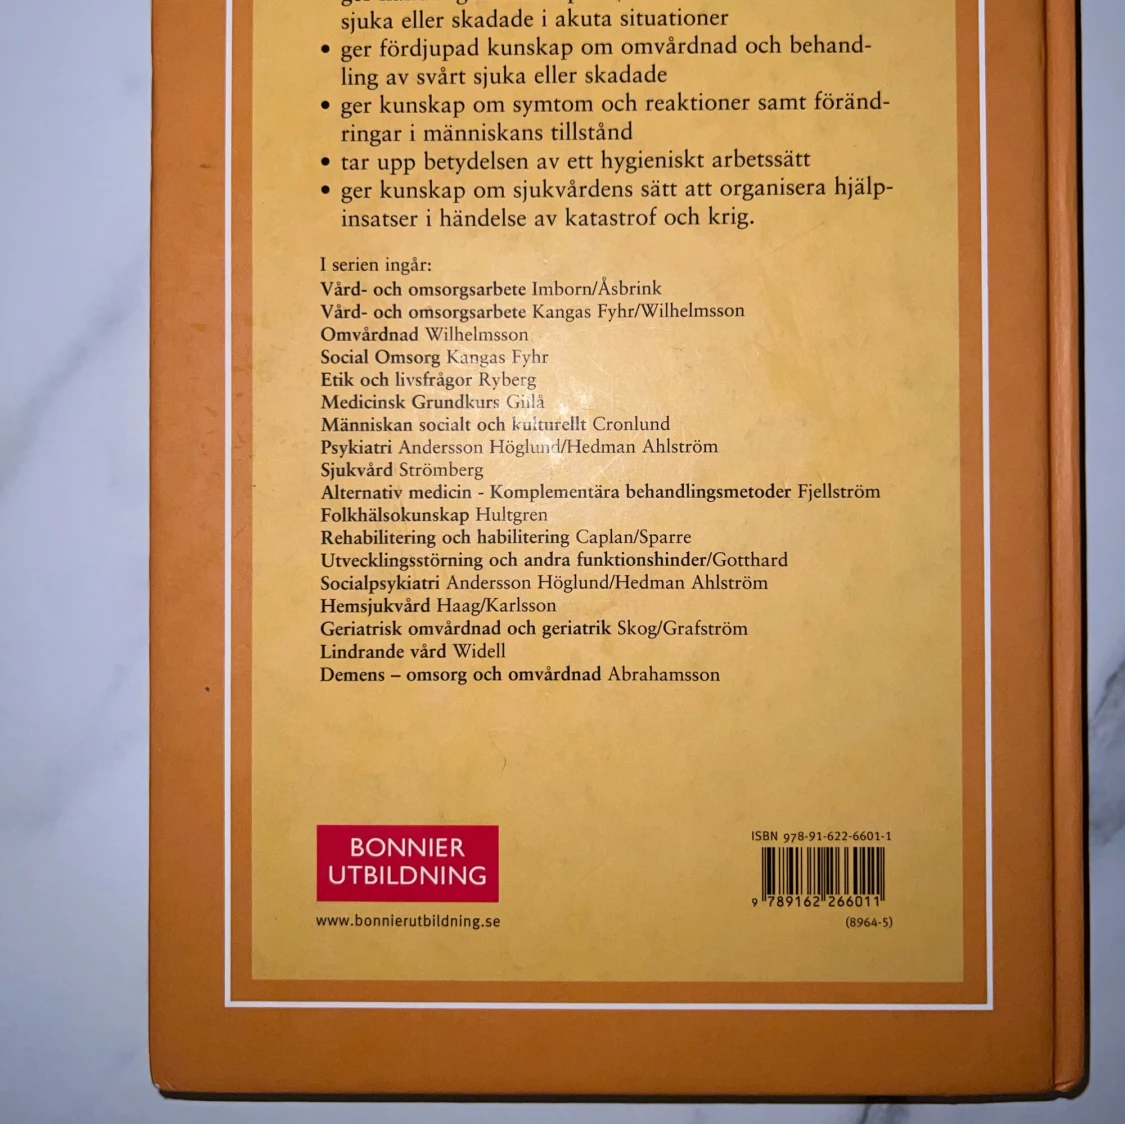 sjuka eller skadade i akuta situationer
• ger fördjupad kunskap om omvårdnad och behand-
ling av svårt sjuka eller skadade
• ger kunskap om symtom och reaktioner samt föränd-
ringar i människans tillstånd
• tar upp betydelsen av ett hygieniskt arbetssätt
• ger kunskap om sjukvårdens sätt att organisera hjälp-
insatser i händelse av katastrof och krig.
I serien ingår:
Vård- och omsorgsarbete Imborn/Åsbrink
Vård- och omsorgsarbete Kangas Fyhr/Wilhelmsson
Omvårdnad Wilhelmsson
Social Omsorg Kangas Fyhr
Etik och livsfrågor Ryberg
Medicinsk Grundkurs
Människan socialt och kulturellt Cronlund
Psykiatri Andersson Höglund/Hedman Ahlström
Sjukvård Strömberg
Alternativ medicin - Komplementära behandlingsmetoder Fjellström
Folkhälsokunskap Hultgren
Rehabilitering och habilitering Caplan/Sparre
Utvecklingsstörning och andra funktionshinder/Gotthard
Socialpsykiatri Andersson Höglund/Hedman Ahlström
Hemsjukvård Haag/Karlsson
Geriatrisk omvårdnad och geriatrik Skog/Grafström
Lindrande vård Widell
Demens – omsorg och omvårdnad Abrahamsson
BONNIER
UTBILDNING
www.bonnierutbildning.se
ISBN 978-91-622-6601-1
9 789162 266011
(8964-5)